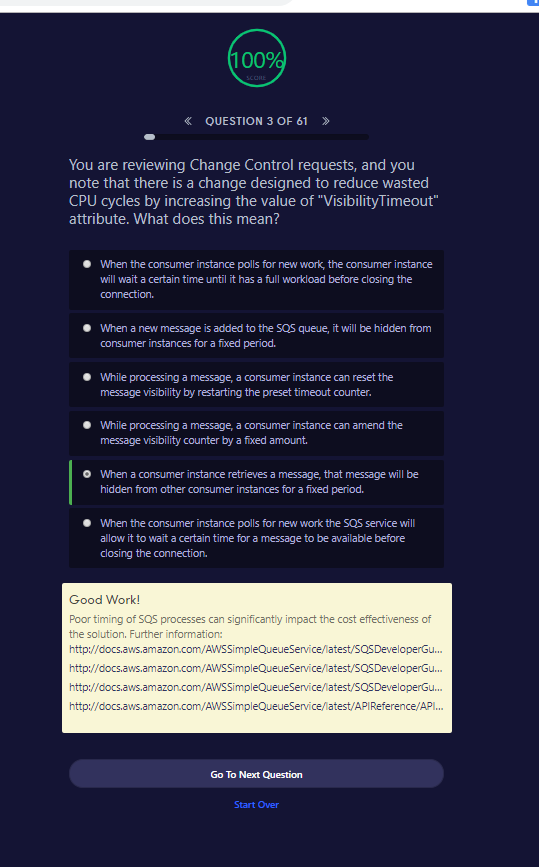 100%
SCORE
« QUESTION 3 OF 61 »
You are reviewing Change Control requests, and you
note that there is a change designed to reduce wasted
CPU cycles by increasing the value of "VisibilityTimeout"
attribute. What does this mean?
When the consumer instance polls for new work, the consumer instance
will wait a certain time until it has a full workload before closing the
connection.
When a new message is added to the SQS queue, it will be hidden from
consumer instances for a fixed period.
While processing a message, a consumer instance can reset the
message visibility by restarting the preset timeout counter.
While processing a message, a consumer instance can amend the
message visibility counter by a fixed amount.
When a consumer instance retrieves a message, that message will be
hidden from other consumer instances for a fixed period.
When the consumer instance polls for new work the SQS service will
allow it to wait a certain time for a message to be available before
closing the connection.
Good Work!
Poor timing of SQS processes can significantly impact the cost effectiveness of
the solution. Further information:
http://docs.aws.amazon.com/AWSSimpleQueueService/latest/SQSDeveloperGu...
http://docs.aws.amazon.com/AWSSimpleQueueService/latest/SQSDeveloperGu...
http://docs.aws.amazon.com/AWSSimpleQueueService/latest/SQSDeveloperGu...
http://docs.aws.amazon.com/AWSSimpleQueueService/latest/APIReference/API...
Go To Next Question
Start Over